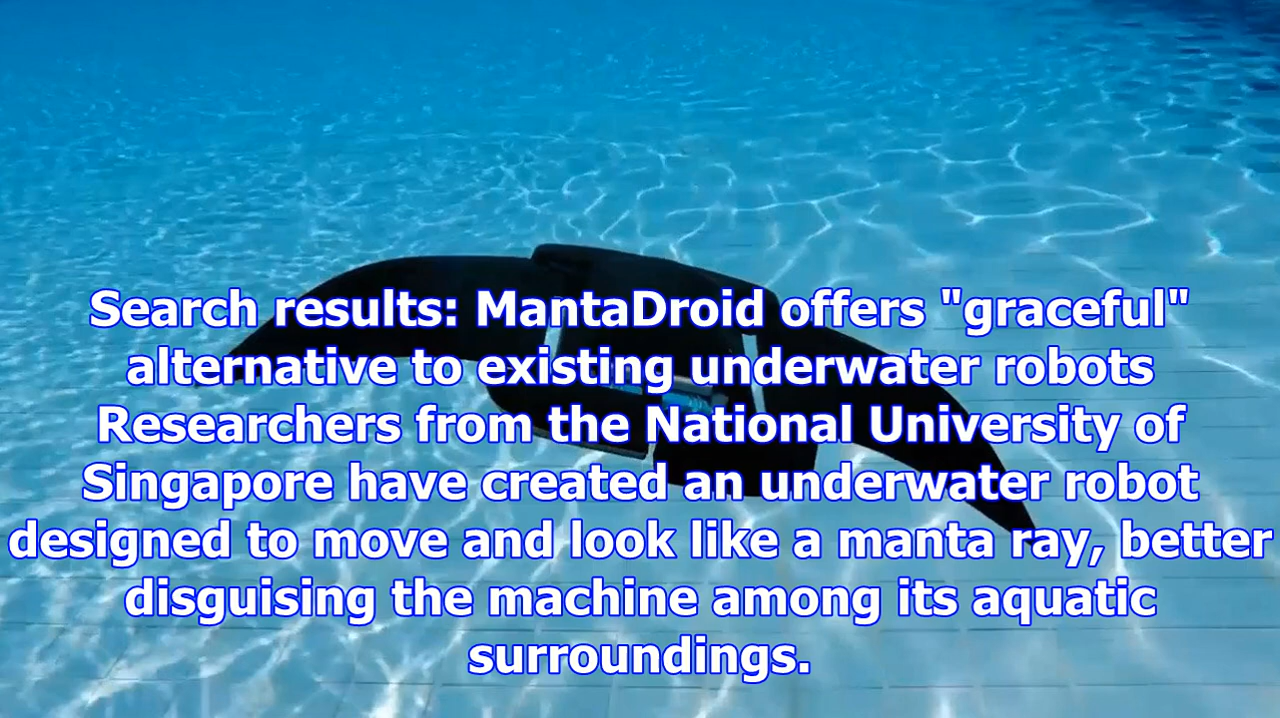 Search results: MantaDroid offers "graceful"
alternative to existing underwater robots
Researchers from the National University of
Singapore have created an underwater robot
designed to move and look like a manta ray, better
disguising the machine among its aquatic
surroundings.